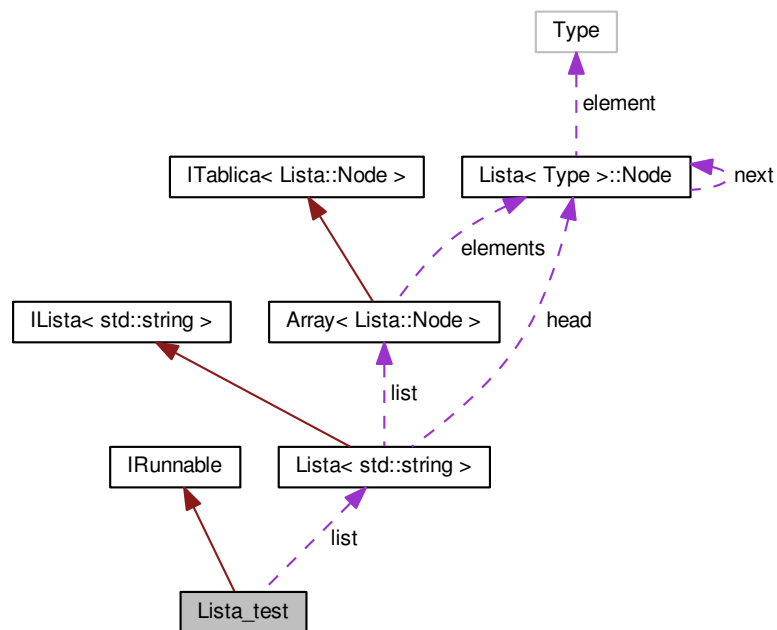 Type
element
ITablica< Lista::Node >
Lista< Type >::Node
next
elements
ILista< std::string >
Array< Lista::Node >
head
list
IRunnable
Lista< std::string >
list
Lista_test